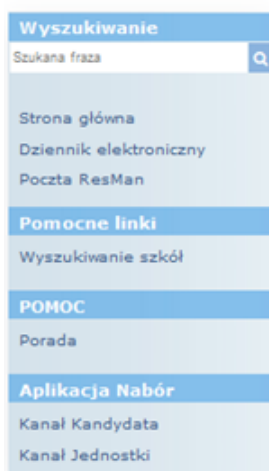 Wyszukiwanie
Szukana fraza
Strona główna
Dziennik elektroniczny
Poczta ResMan
Pomocne linki
Wyszukiwanie szkół
POMOC
Porada
Aplikacja Nabór
Kanał Kandydata
Kanał Jednostki